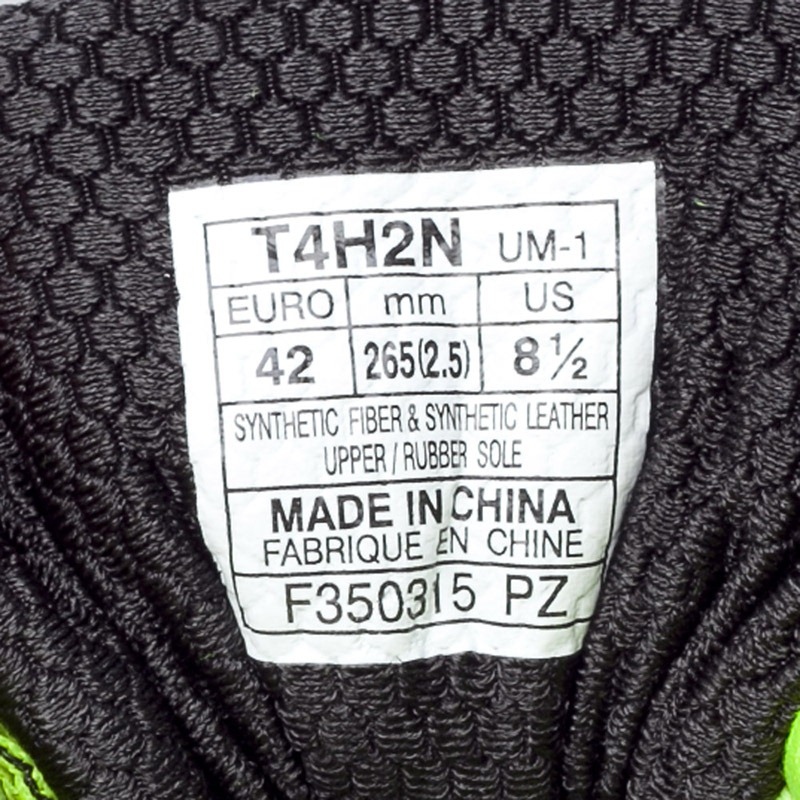 T4H2N UM-1
EURO mm US
42 265(2.5) 8½
SYNTHETIC FIBER & SYNTHETIC LEATHER
UPPER / RUBBER SOLE
MADE IN CHINA
FABRIQUE EN CHINE
F350315 PZ